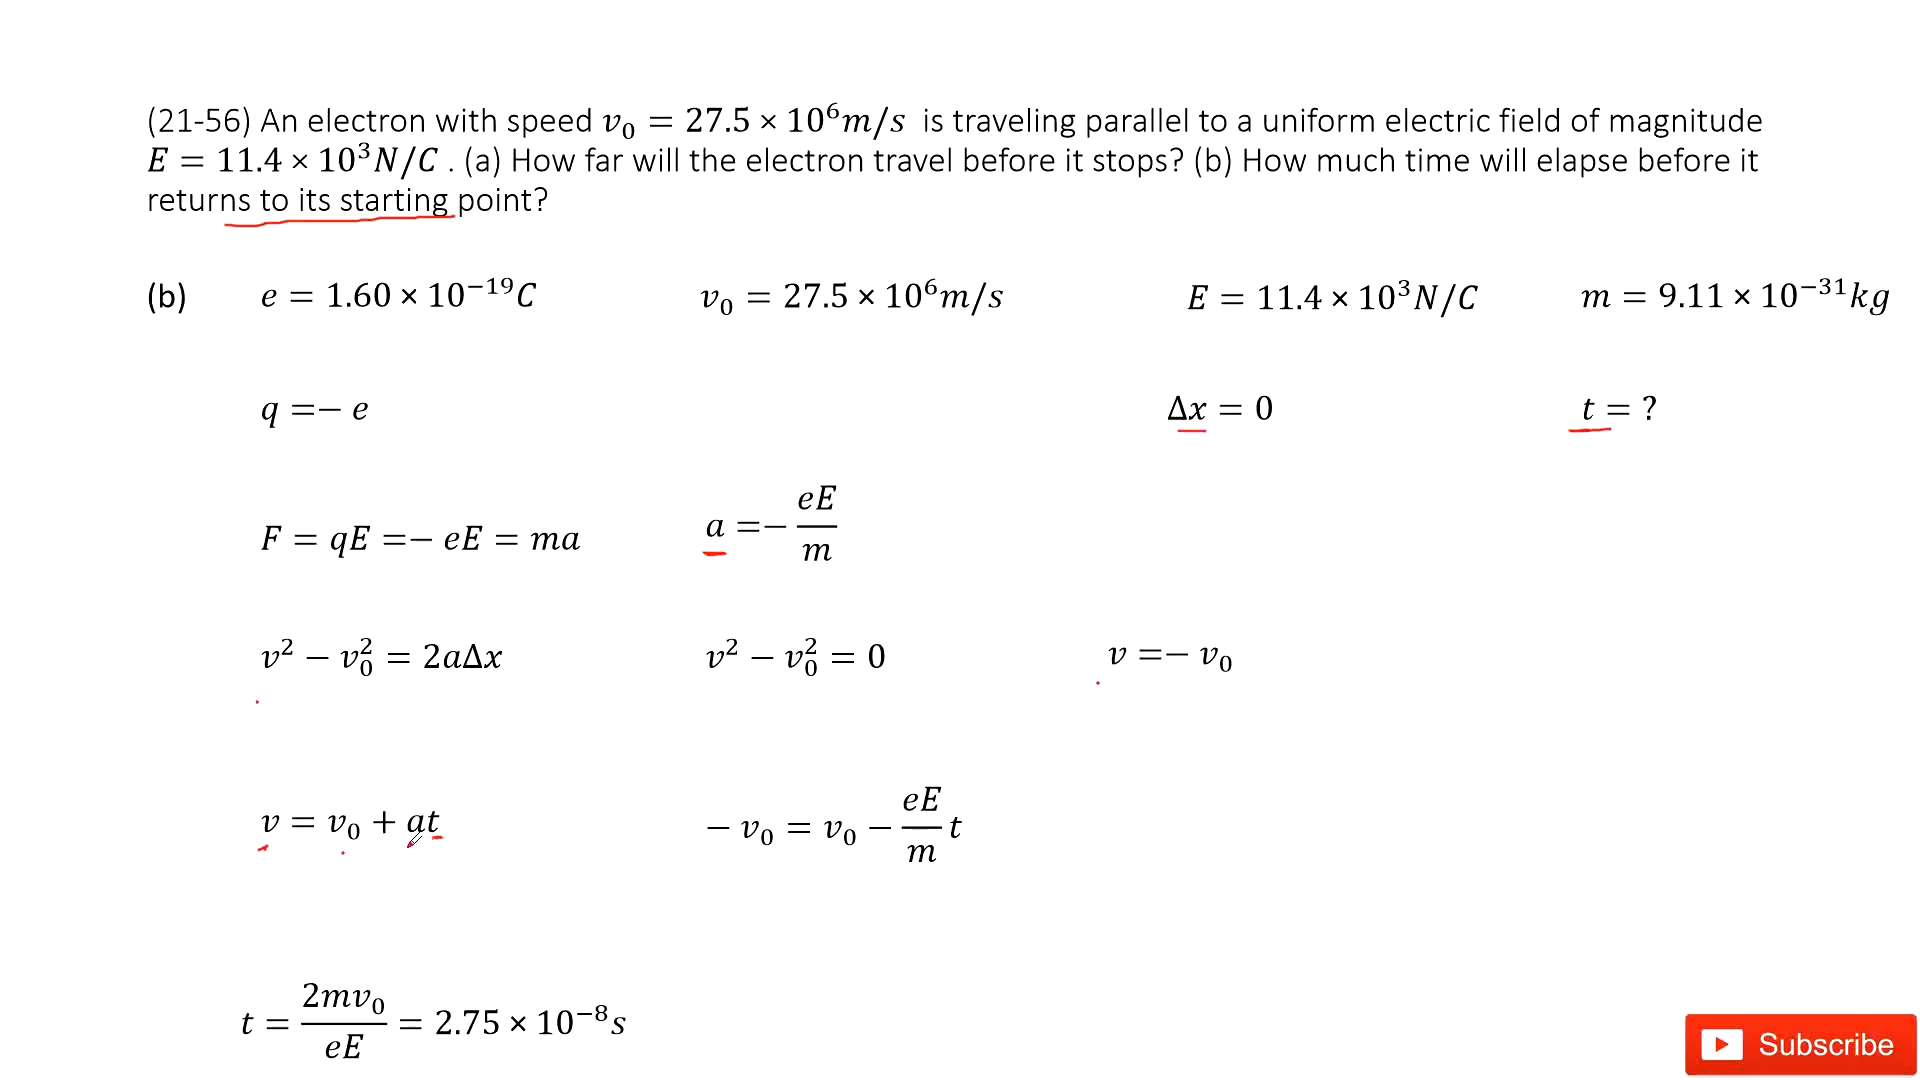 (21-56) An electron with speed v₀ = 27.5 × 10⁶m/s is traveling parallel to a uniform electric field of magnitude
E = 11.4 × 10³N/C . (a) How far will the electron travel before it stops? (b) How much time will elapse before it
returns to its starting point?
(b) e = 1.60 × 10⁻¹⁹C v₀ = 27.5 × 10⁶m/s E = 11.4 × 10³N/C m = 9.11 × 10⁻³¹kg
q =− e Δx = 0 t = ?
F = qE =− eE = ma a =− eE/m
v² − v₀² = 2aΔx v² − v₀² = 0 v =− v₀
v = v₀ + at − v₀ = v₀ − eE/m t
t = 2mv₀/eE = 2.75 × 10⁻⁸s
Subscribe